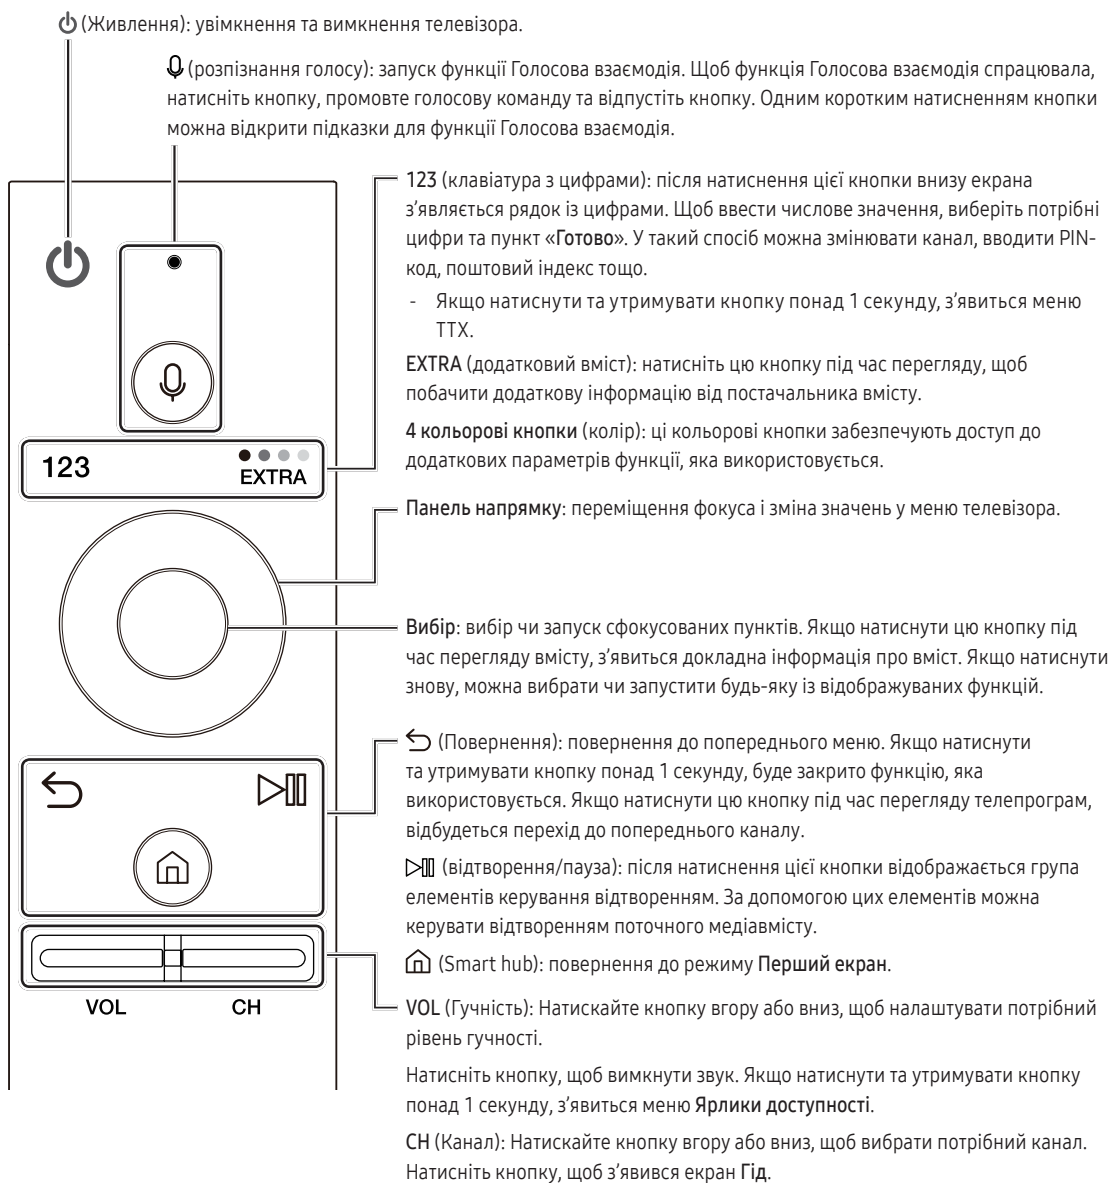 (Живлення): увімкнення та вимкнення телевізора.
(розпізнання голосу): запуск функції Голосова взаємодія. Щоб функція Голосова взаємодія спрацювала,
натисніть кнопку, промовте голосову команду та відпустіть кнопку. Одним коротким натисненням кнопки
можна відкрити підказки для функції Голосова взаємодія.
123 (клавіатура з цифрами): після натиснення цієї кнопки внизу екрана
з’являється рядок із цифрами. Щоб ввести числове значення, виберіть потрібні
цифри та пункт «Готово». У такий спосіб можна змінювати канал, вводити PIN-
код, поштовий індекс тощо.
- Якщо натиснути та утримувати кнопку понад 1 секунду, з’явиться меню
TTX.
EXTRA (додатковий вміст): натисніть цю кнопку під час перегляду, щоб
побачити додаткову інформацію від постачальника вмісту.
4 кольорові кнопки (колір): ці кольорові кнопки забезпечують доступ до
додаткових параметрів функції, яка використовується.
123
EXTRA
Панель напрямку: переміщення фокуса і зміна значень у меню телевізора.
Вибір: вибір чи запуск сфокусованих пунктів. Якщо натиснути цю кнопку під
час перегляду вмісту, з’явиться докладна інформація про вміст. Якщо натиснути
знову, можна вибрати чи запустити будь-яку із відображуваних функцій.
(Повернення): повернення до попереднього меню. Якщо натиснути
та утримувати кнопку понад 1 секунду, буде закрито функцію, яка
використовується. Якщо натиснути цю кнопку під час перегляду телепрограм,
відбудеться перехід до попереднього каналу.
(відтворення/пауза): після натиснення цієї кнопки відображається група
елементів керування відтворенням. За допомогою цих елементів можна
керувати відтворенням поточного медіавмісту.
(Smart hub): повернення до режиму Перший екран.
VOL
CH
VOL (Гучність): Натискайте кнопку вгору або вниз, щоб налаштувати потрібний
рівень гучності.
Натисніть кнопку, щоб вимкнути звук. Якщо натиснути та утримувати кнопку
понад 1 секунду, з’явиться меню Ярлики доступності.
CH (Канал): Натискайте кнопку вгору або вниз, щоб вибрати потрібний канал.
Натисніть кнопку, щоб з’явився екран Гід.